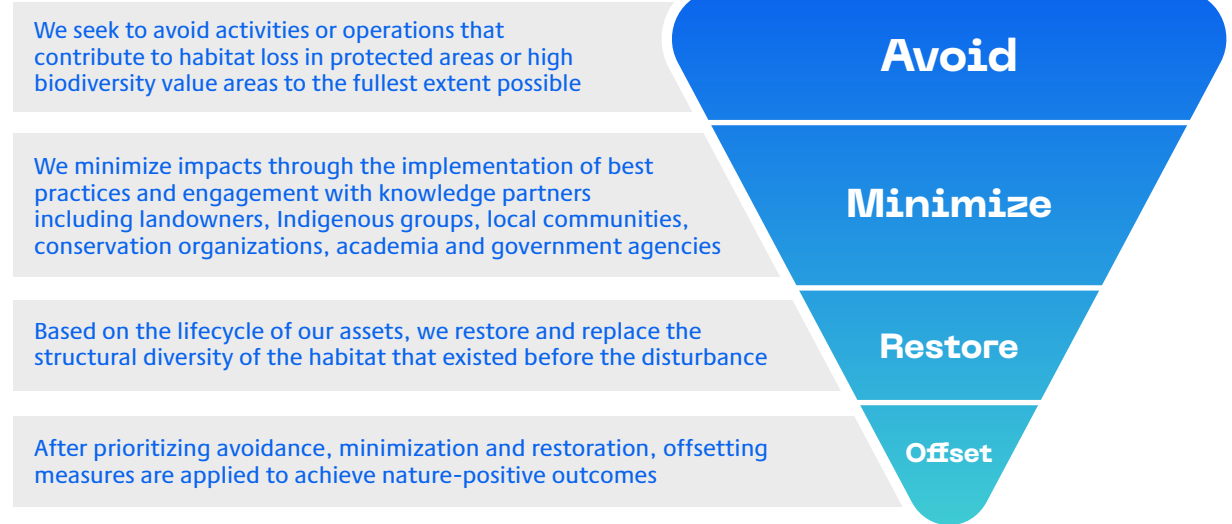 We seek to avoid activities or operations that
contribute to habitat loss in protected areas or high
biodiversity value areas to the fullest extent possible
Avoid
We minimize impacts through the implementation of best
practices and engagement with knowledge partners
including landowners, Indigenous groups, local communities,
conservation organizations, academia and government agencies
Minimize
Based on the lifecycle of our assets, we restore and replace the
structural diversity of the habitat that existed before the disturbance
Restore
After prioritizing avoidance, minimization and restoration, offsetting
measures are applied to achieve nature-positive outcomes
Offset